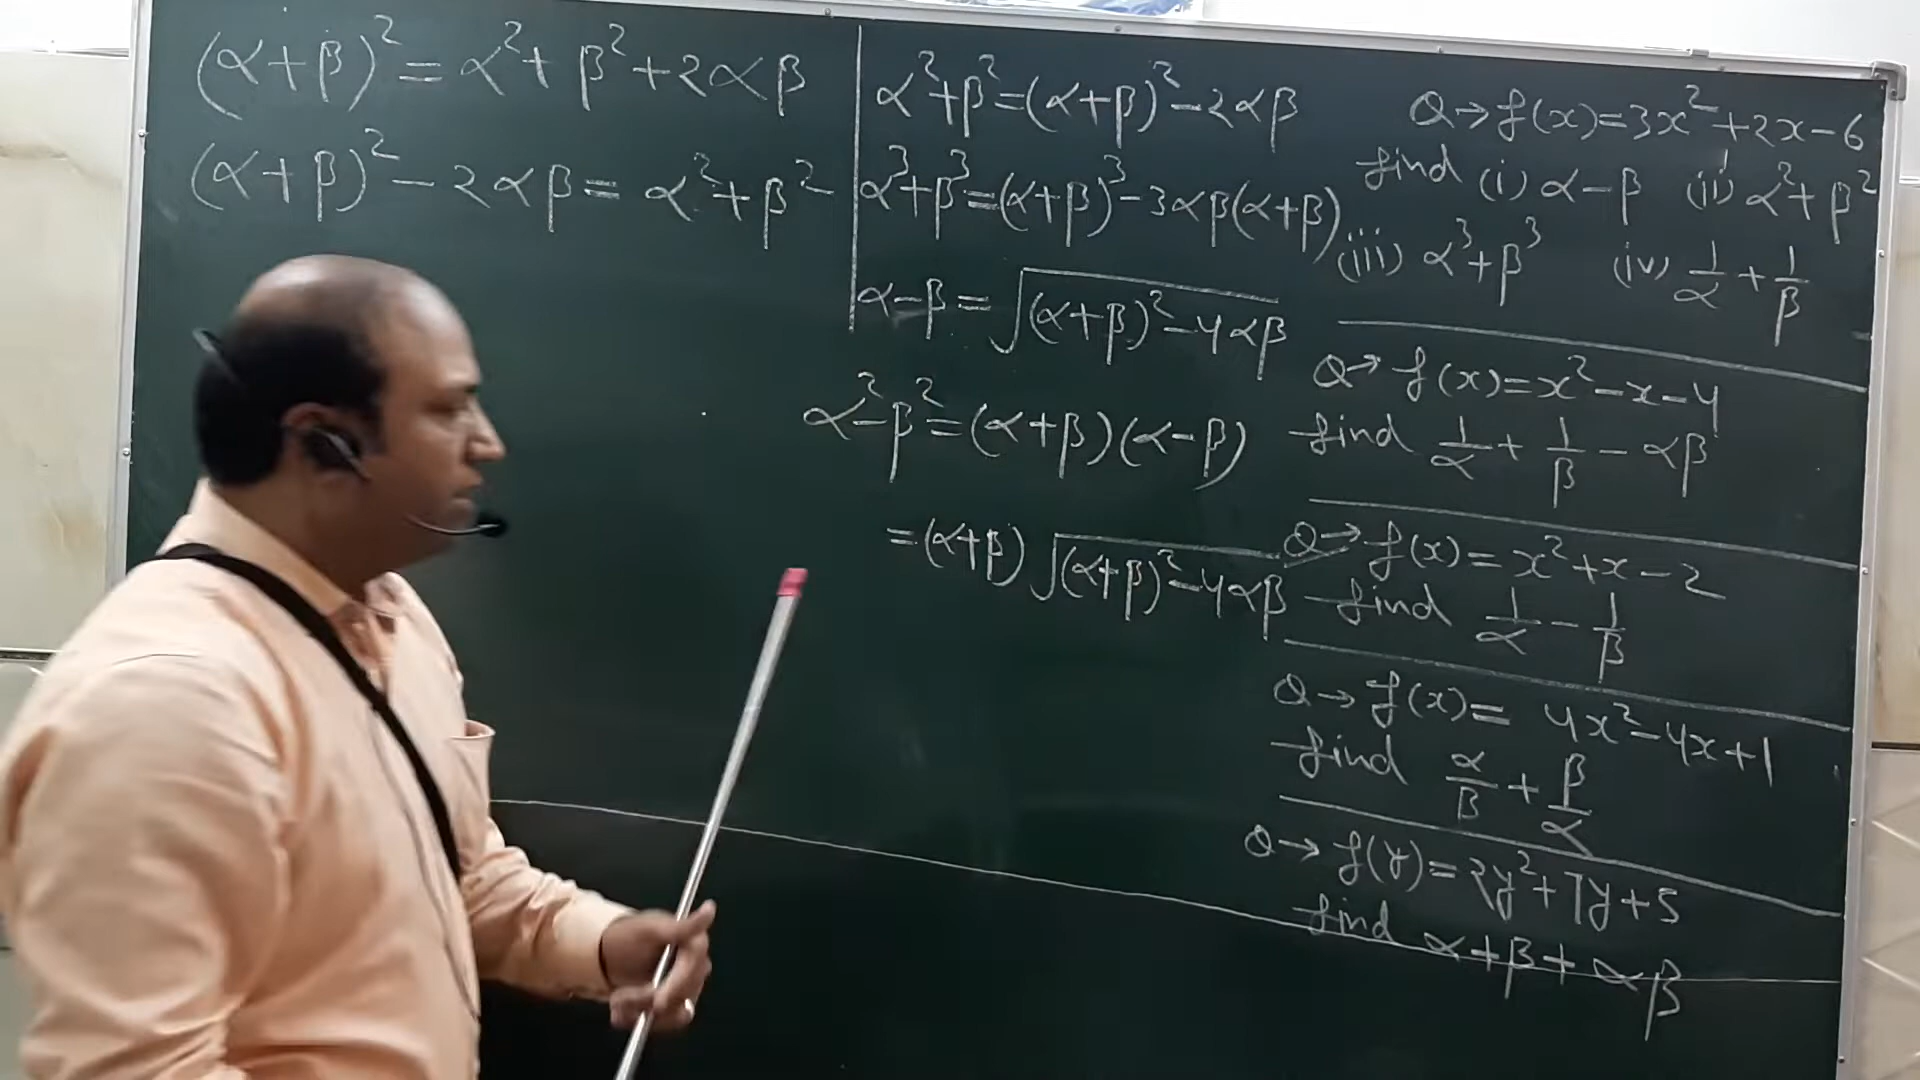 (α+β)² = α²+β²+2αβ
(α+β)² - 2αβ = α²+β²
α²+β²=(α+β)²-2αβ
α³+β³=(α+β)³-3αβ(α+β)
α-β = √(α+β)²-4αβ
α²-β²=(α+β)(α-β)
=(α+β)√(α+β)²-4αβ
Q→f(x)=3x²+2x-6
find (i) α-β (ii) α²+β²
(iii) α³+β³ (iv) 1/α + 1/β
Q→ f(x)=x²-x-4
find 1/α + 1/β - αβ
Q→ f(x)= x²+x-2
find 1/α - 1/β
Q→ f(x)= 4x²-4x+1
find α/β + β/α
Q→ f(y)=2y²+7y+5
find α+β+αβ